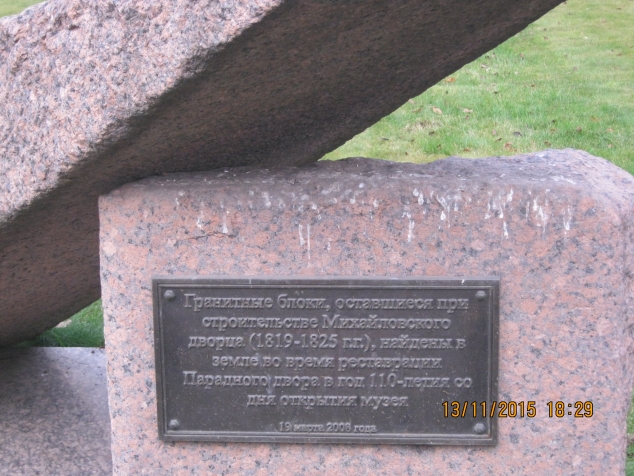 Гранитные блоки, оставшиеся при
строительстве Михайловского
дворца (1819-1825 г.г.), найдены в
земле во время реставрации
Парадного двора в год 110-летия со
дня открытия музея
19 марта 2008 года
13/11/2015 18:29